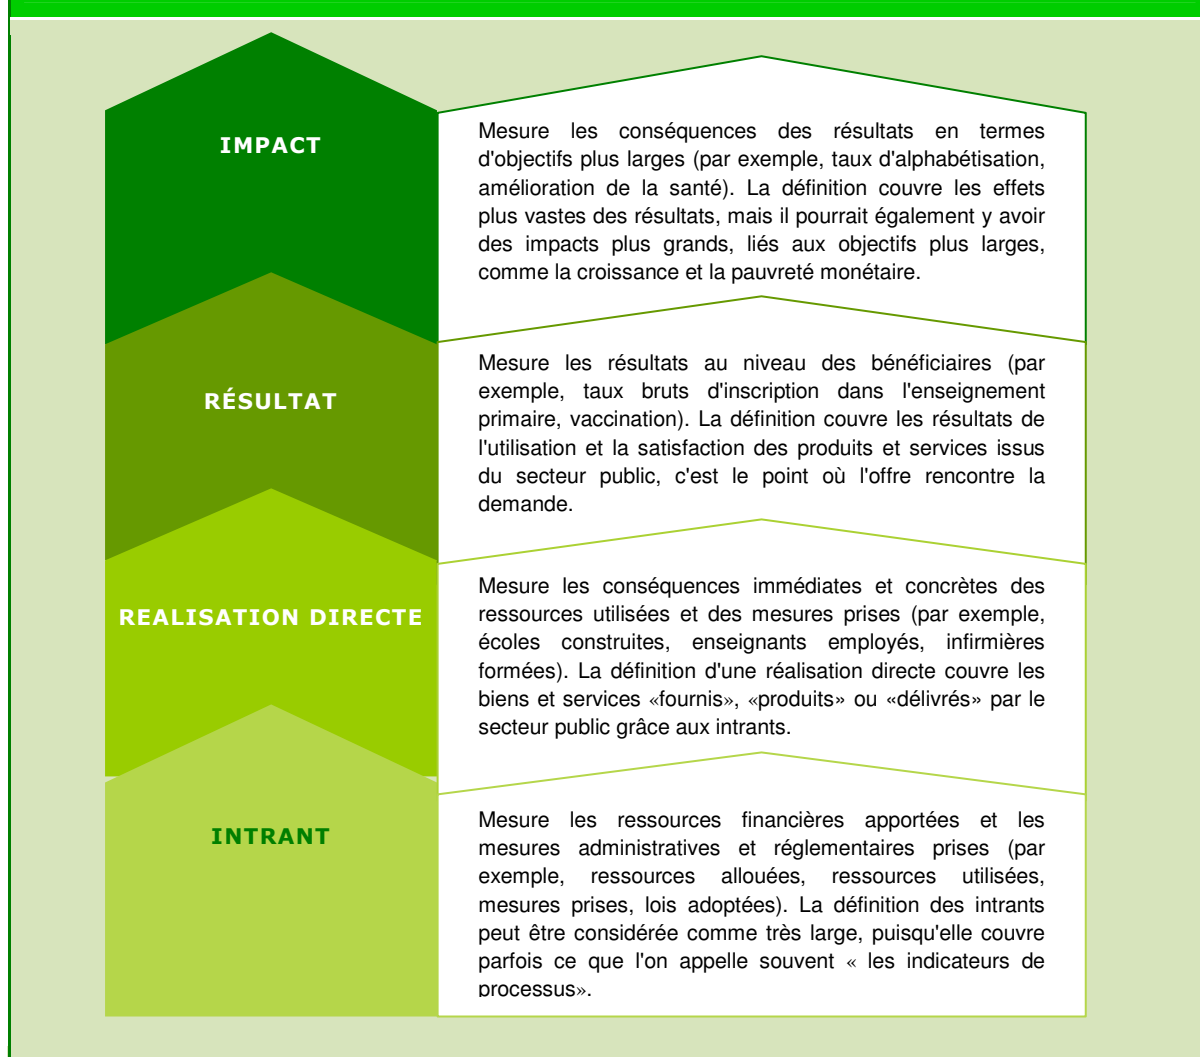 IMPACT
Mesure les conséquences des résultats en termes
d'objectifs plus larges (par exemple, taux d'alphabétisation,
amélioration de la santé). La définition couvre les effets
plus vastes des résultats, mais il pourrait également y avoir
des impacts plus grands, liés aux objectifs plus larges,
comme la croissance et la pauvreté monétaire.
RÉSULTAT
Mesure les résultats au niveau des bénéficiaires (par
exemple, taux bruts d'inscription dans l'enseignement
primaire, vaccination). La définition couvre les résultats de
l'utilisation et la satisfaction des produits et services issus
du secteur public, c'est le point où l'offre rencontre la
demande.
REALISATION DIRECTE
Mesure les conséquences immédiates et concrètes des
ressources utilisées et des mesures prises (par exemple,
écoles construites, enseignants employés, infirmières
formées). La définition d'une réalisation directe couvre les
biens et services «fournis», «produits» ou «délivrés» par le
secteur public grâce aux intrants.
INTRANT
Mesure les ressources financières apportées et les
mesures administratives et réglementaires prises (par
exemple, ressources allouées, ressources utilisées,
mesures prises, lois adoptées). La définition des intrants
peut être considérée comme très large, puisqu'elle couvre
parfois ce que l'on appelle souvent « les indicateurs de
processus».